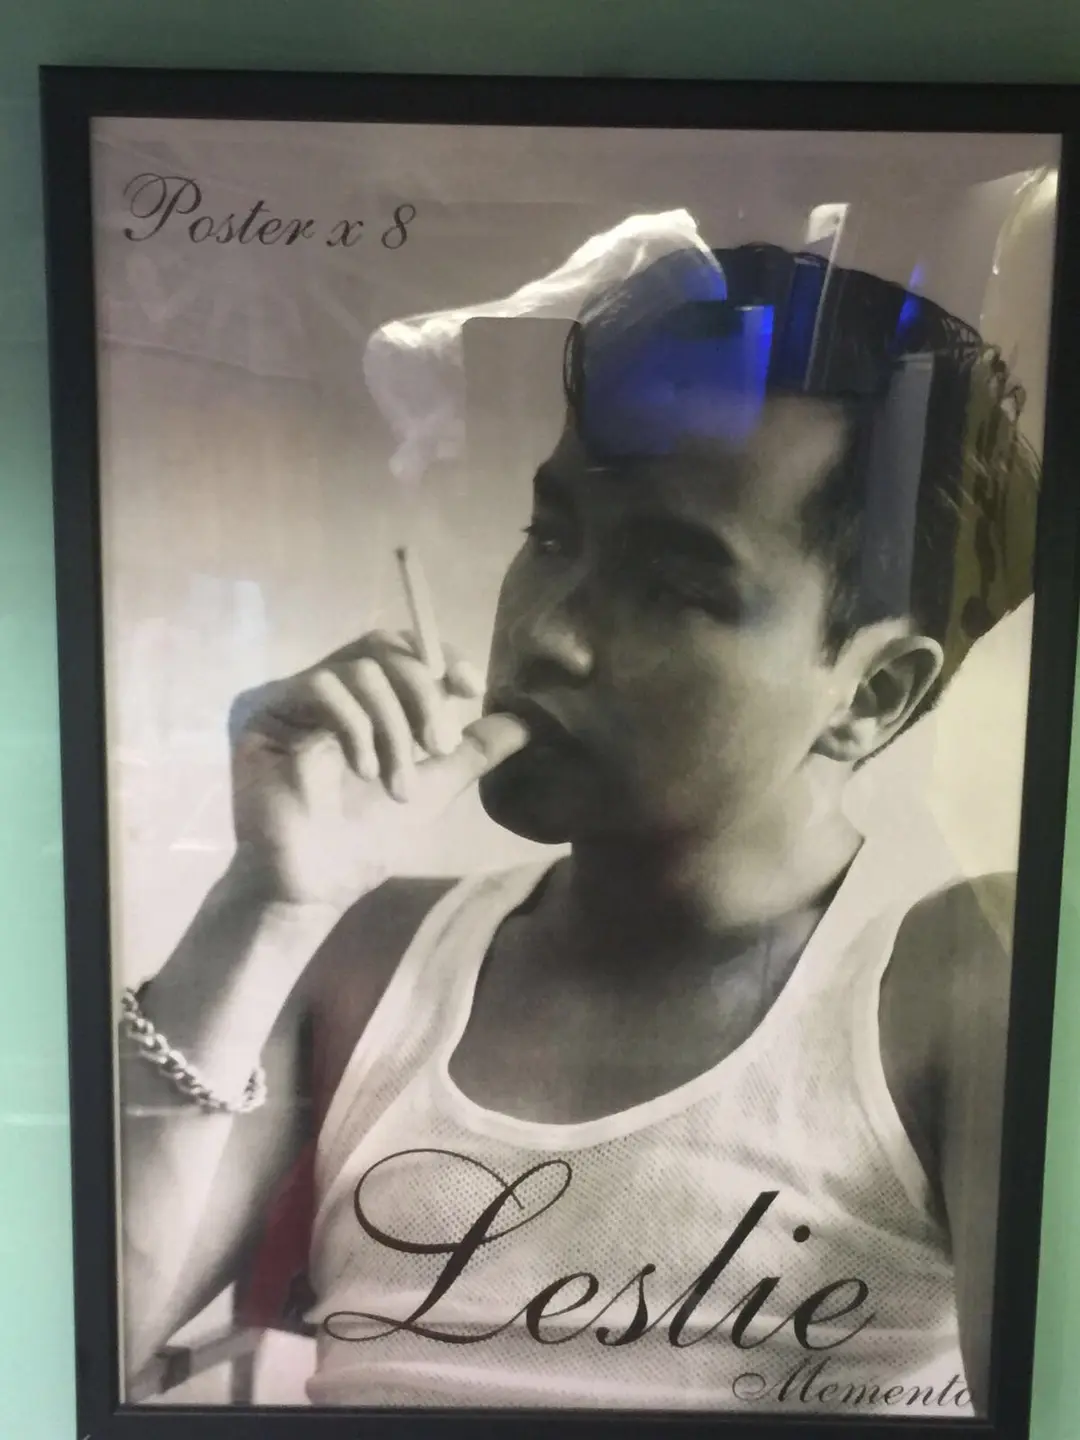 Poster x 8
Leslie
Memento